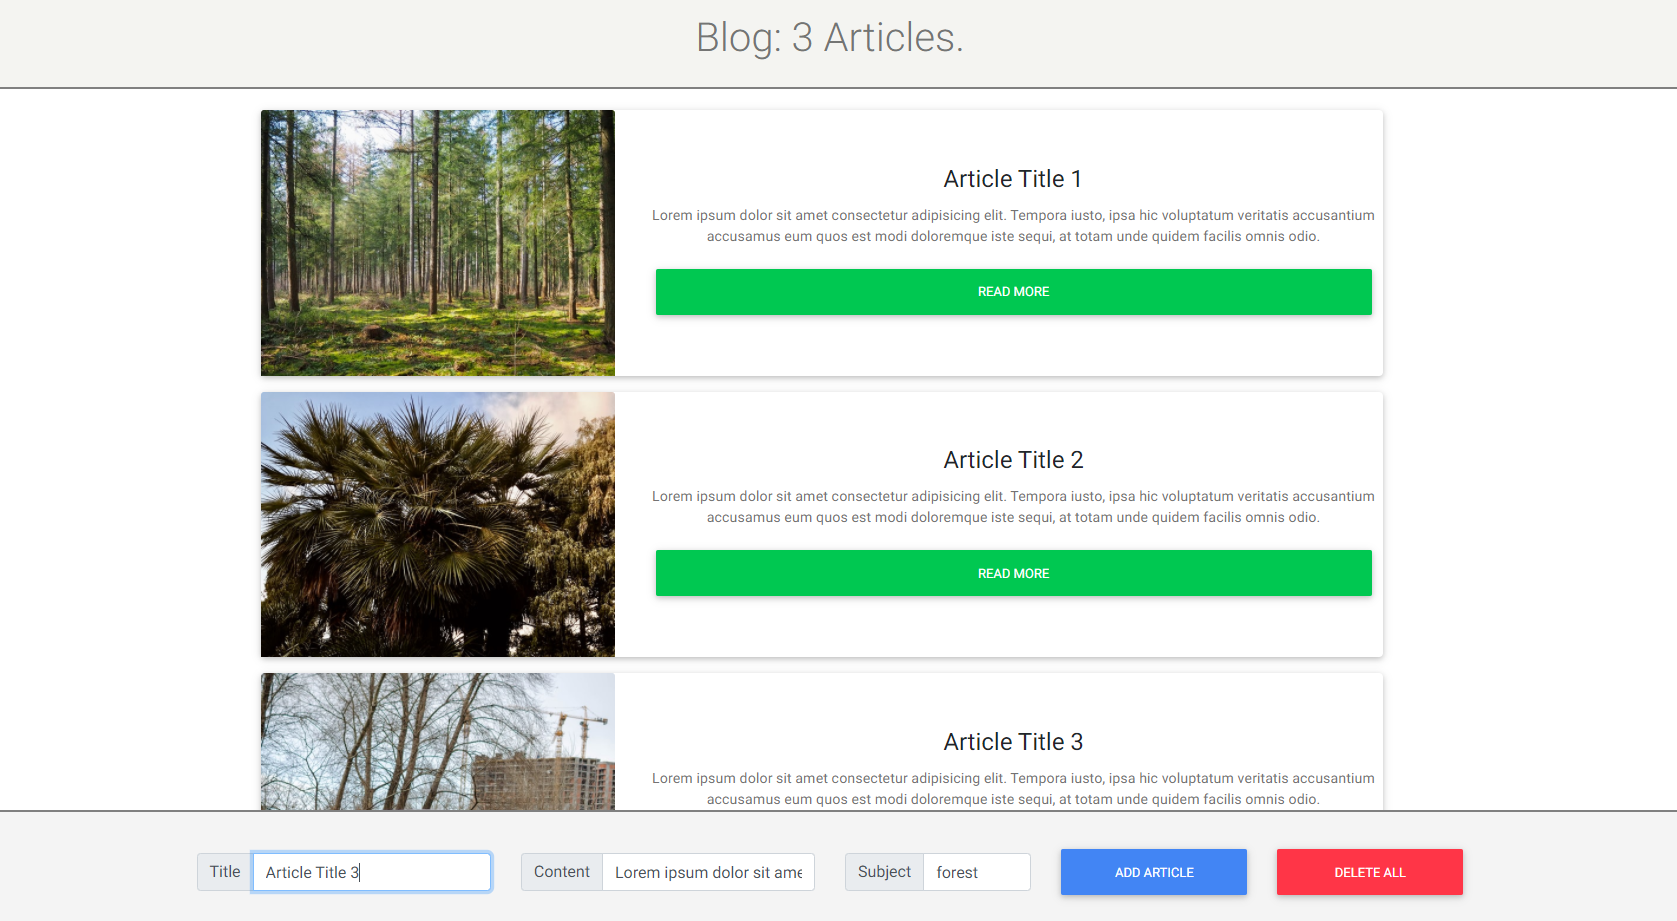 Blog: 3 Articles.
Article Title 1
Lorem ipsum dolor sit amet consectetur adipisicing elit. Tempora iusto, ipsa hic voluptatum veritatis accusantium
accusamus eum quos est modi doloremque iste sequi, at totam unde quidem facilis omnis odio.
READ MORE
Article Title 2
Lorem ipsum dolor sit amet consectetur adipisicing elit. Tempora iusto, ipsa hic voluptatum veritatis accusantium
accusamus eum quos est modi doloremque iste sequi, at totam unde quidem facilis omnis odio.
READ MORE
Article Title 3
Lorem ipsum dolor sit amet consectetur adipisicing elit. Tempora iusto, ipsa hic voluptatum veritatis accusantium
accusamus eum quos est modi doloremque iste sequi, at totam unde quidem facilis omnis odio.
Title Article Title 3 Content Lorem ipsum dolor sit ame Subject forest ADD ARTICLE DELETE ALL